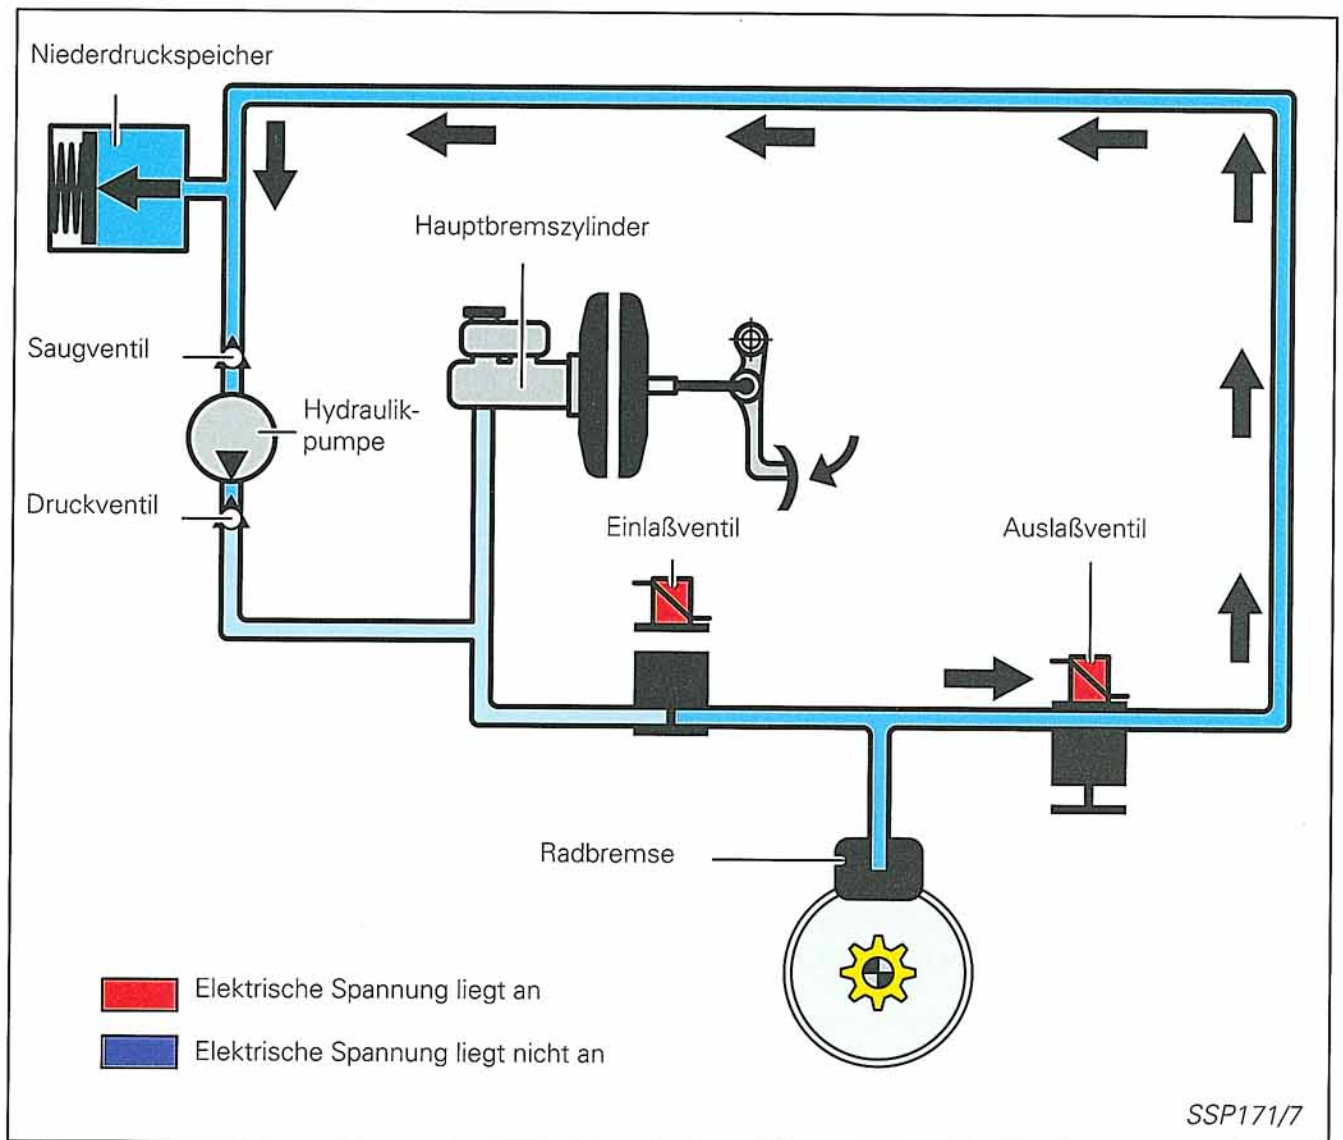 Niederdruckspeicher
Hauptbremszylinder
Saugventil
Hydraulik-
pumpe
Druckventil
Einlaßventil
Auslaßventil
Radbremse
Elektrische Spannung liegt an
Elektrische Spannung liegt nicht an
SSP171/7